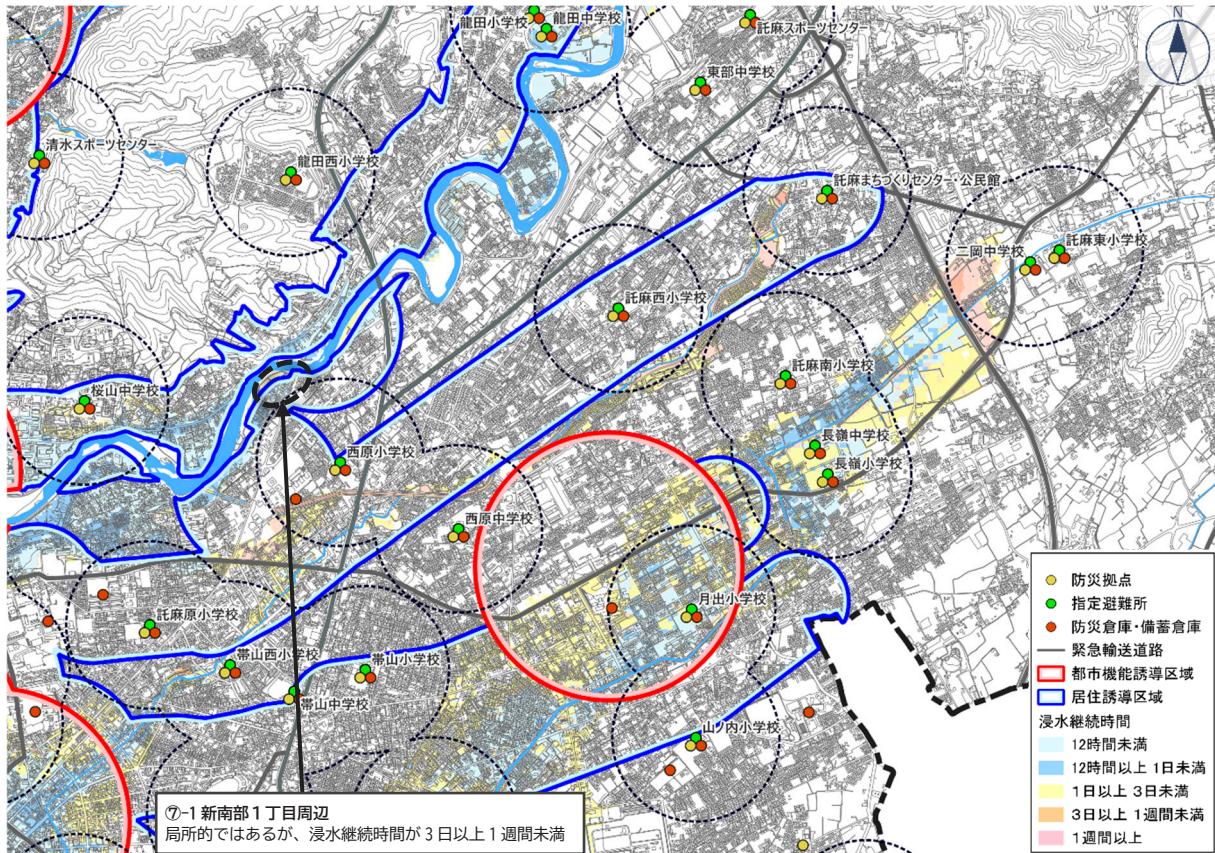 龍田小学校
龍田中学校
託麻スポーツセンター
N
東部中学校
清水スポーツセンター
龍田西小学校
託麻まちづくりセンター・公民館
二岡中学校
託麻東小学校
託麻西小学校
託麻南小学校
桜山中学校
長嶺中学校
西原小学校
長嶺小学校
西原中学校
月出小学校
託麻原小学校
帯山西小学校
帯山小学校
帯山中学校
山ノ内小学校
防災拠点
指定避難所
防災倉庫・備蓄倉庫
緊急輸送道路
都市機能誘導区域
居住誘導区域
浸水継続時間
12時間未満
12時間以上 1日未満
1日以上 3日未満
3日以上 1週間未満
1週間以上
⑦-1 新南部1丁目周辺
局所的ではあるが、浸水継続時間が3日以上1週間未満